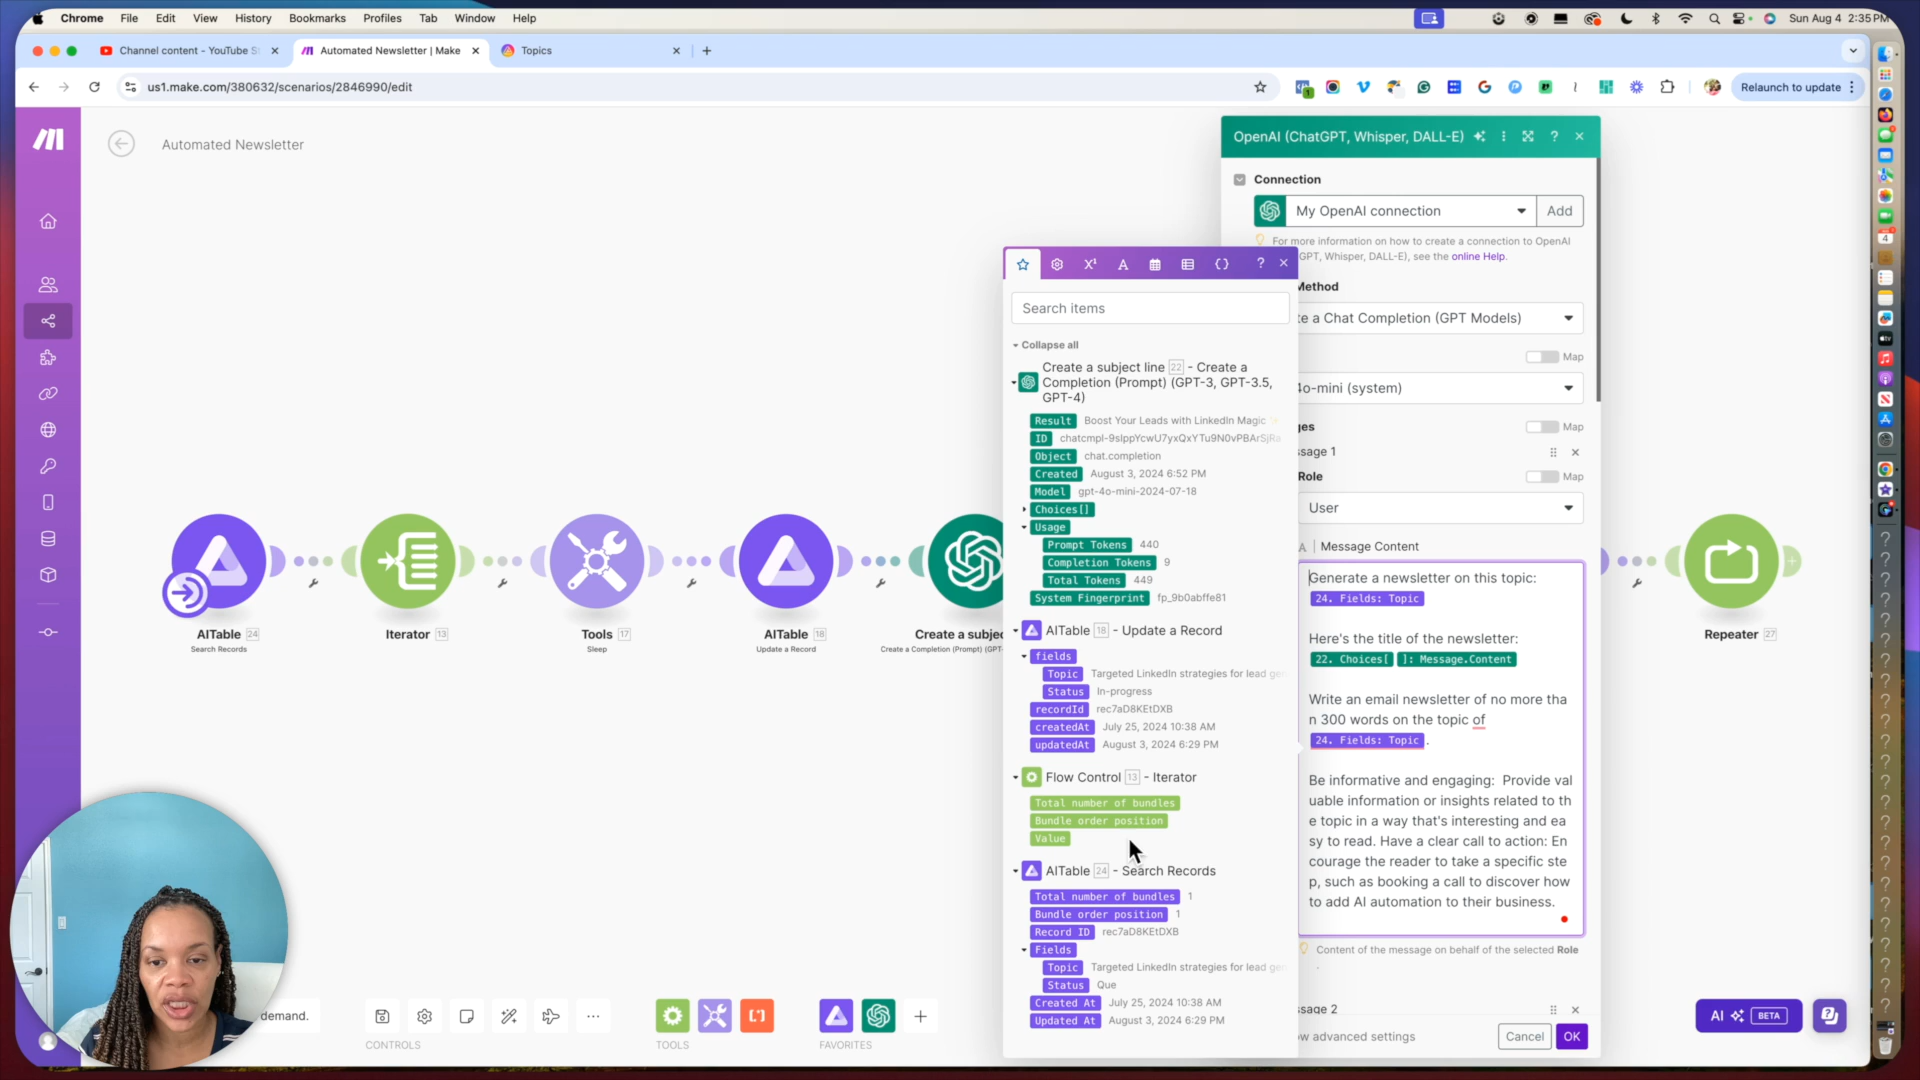 Chrome File Edit View History Bookmarks Profiles Tab Window Help
Sun Aug 4 2:35 PM
Channel content - YouTube S
Automated Newsletter | Make
Topics
us1.make.com/380632/scenarios/2846990/edit
Relaunch to update
Automated Newsletter
OpenAI (ChatGPT, Whisper, DALL-E)
Connection
My OpenAI connection
Add
For more information on how to create a connection to OpenAI
GPT, Whisper, DALL-E), see the online Help.
Method
te a Chat Completion (GPT Models)
Map
4o-mini (system)
ges
Map
ssage 1
Role
Map
User
A | Message Content
Generate a newsletter on this topic:
24. Fields: Topic
Here's the title of the newsletter:
22. Choices[ ]: Message.Content
Write an email newsletter of no more tha
n 300 words on the topic of
24. Fields: Topic .
Be informative and engaging: Provide val
uable information or insights related to th
e topic in a way that's interesting and ea
sy to read. Have a clear call to action: En
courage the reader to take a specific ste
p, such as booking a call to discover how
to add AI automation to their business.
Content of the message on behalf of the selected Role
.
ssage 2
ow advanced settings
Cancel
OK
Search items
Collapse all
Create a subject line 22 - Create a
Completion (Prompt) (GPT-3, GPT-3.5,
GPT-4)
Result Boost Your Leads with LinkedIn Magic
ID chatcmpl-9sIppYcwU7yxQxYTu9N0vPBArSjRa
Object chat.completion
Created August 3, 2024 6:52 PM
Model gpt-4o-mini-2024-07-18
Choices[]
Usage
Prompt Tokens 440
Completion Tokens 9
Total Tokens 449
System Fingerprint fp_9b0abffe81
AITable 18 - Update a Record
fields
Topic Targeted LinkedIn strategies for lead ge
Status In-progress
recordId rec7aD8KEtDXB
createdAt July 25, 2024 10:38 AM
updatedAt August 3, 2024 6:29 PM
Flow Control 13 - Iterator
Total number of bundles
Bundle order position
Value
AITable 24 - Search Records
Total number of bundles 1
Bundle order position 1
Record ID rec7aD8KEtDXB
Fields
Topic Targeted LinkedIn strategies for lead ge
Status Que
Created At July 25, 2024 10:38 AM
Updated At August 3, 2024 6:29 PM
AITable 24
Search Records
Iterator 13
Tools 17
Sleep
AITable 18
Update a Record
Create a subjec
Create a Completion (Prompt) (GPT-
Repeater 27
demand.
CONTROLS
TOOLS
FAVORITES
AI BETA